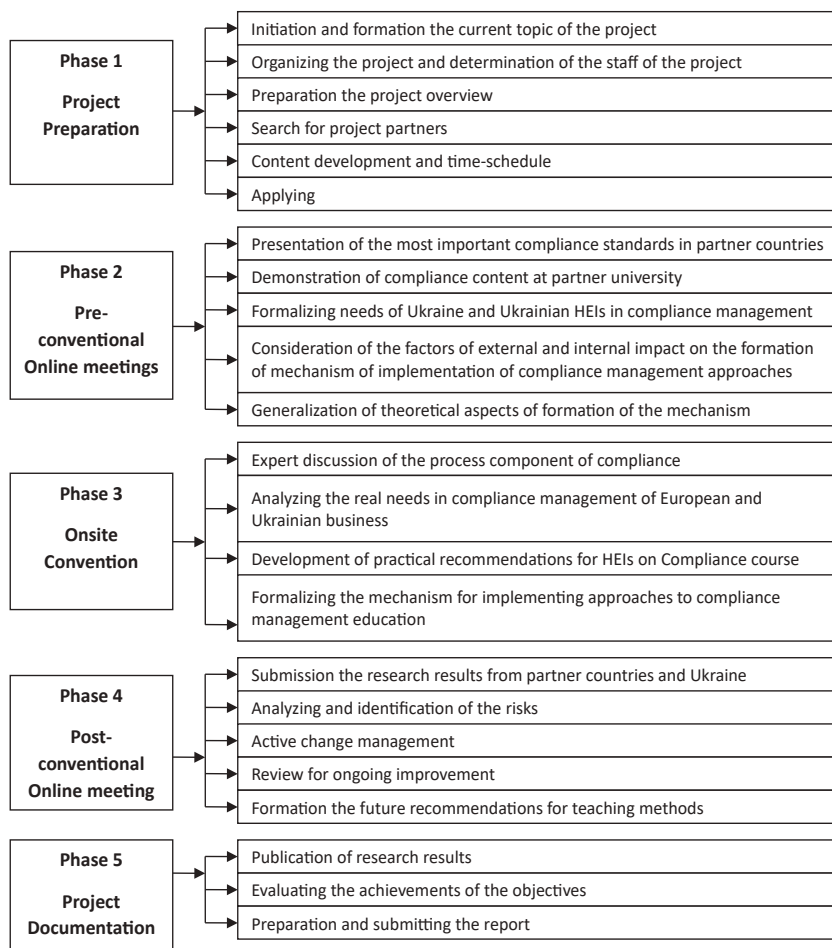 Phase 1
Project
Preparation
Initiation and formation the current topic of the project
Organizing the project and determination of the staff of the project
Preparation the project overview
Search for project partners
Content development and time-schedule
Applying
Phase 2
Pre-
conventional
Online meetings
Presentation of the most important compliance standards in partner countries
Demonstration of compliance content at partner university
Formalizing needs of Ukraine and Ukrainian HEIs in compliance management
Consideration of the factors of external and internal impact on the formation
of mechanism of implementation of compliance management approaches
Generalization of theoretical aspects of formation of the mechanism
Phase 3
Onsite
Convention
Expert discussion of the process component of compliance
Analyzing the real needs in compliance management of European and
Ukrainian business
Development of practical recommendations for HEIs on Compliance course
Formalizing the mechanism for implementing approaches to compliance
management education
Phase 4
Post-
conventional
Online meeting
Submission the research results from partner countries and Ukraine
Analyzing and identification of the risks
Active change management
Review for ongoing improvement
Formation the future recommendations for teaching methods
Phase 5
Project
Documentation
Publication of research results
Evaluating the achievements of the objectives
Preparation and submitting the report